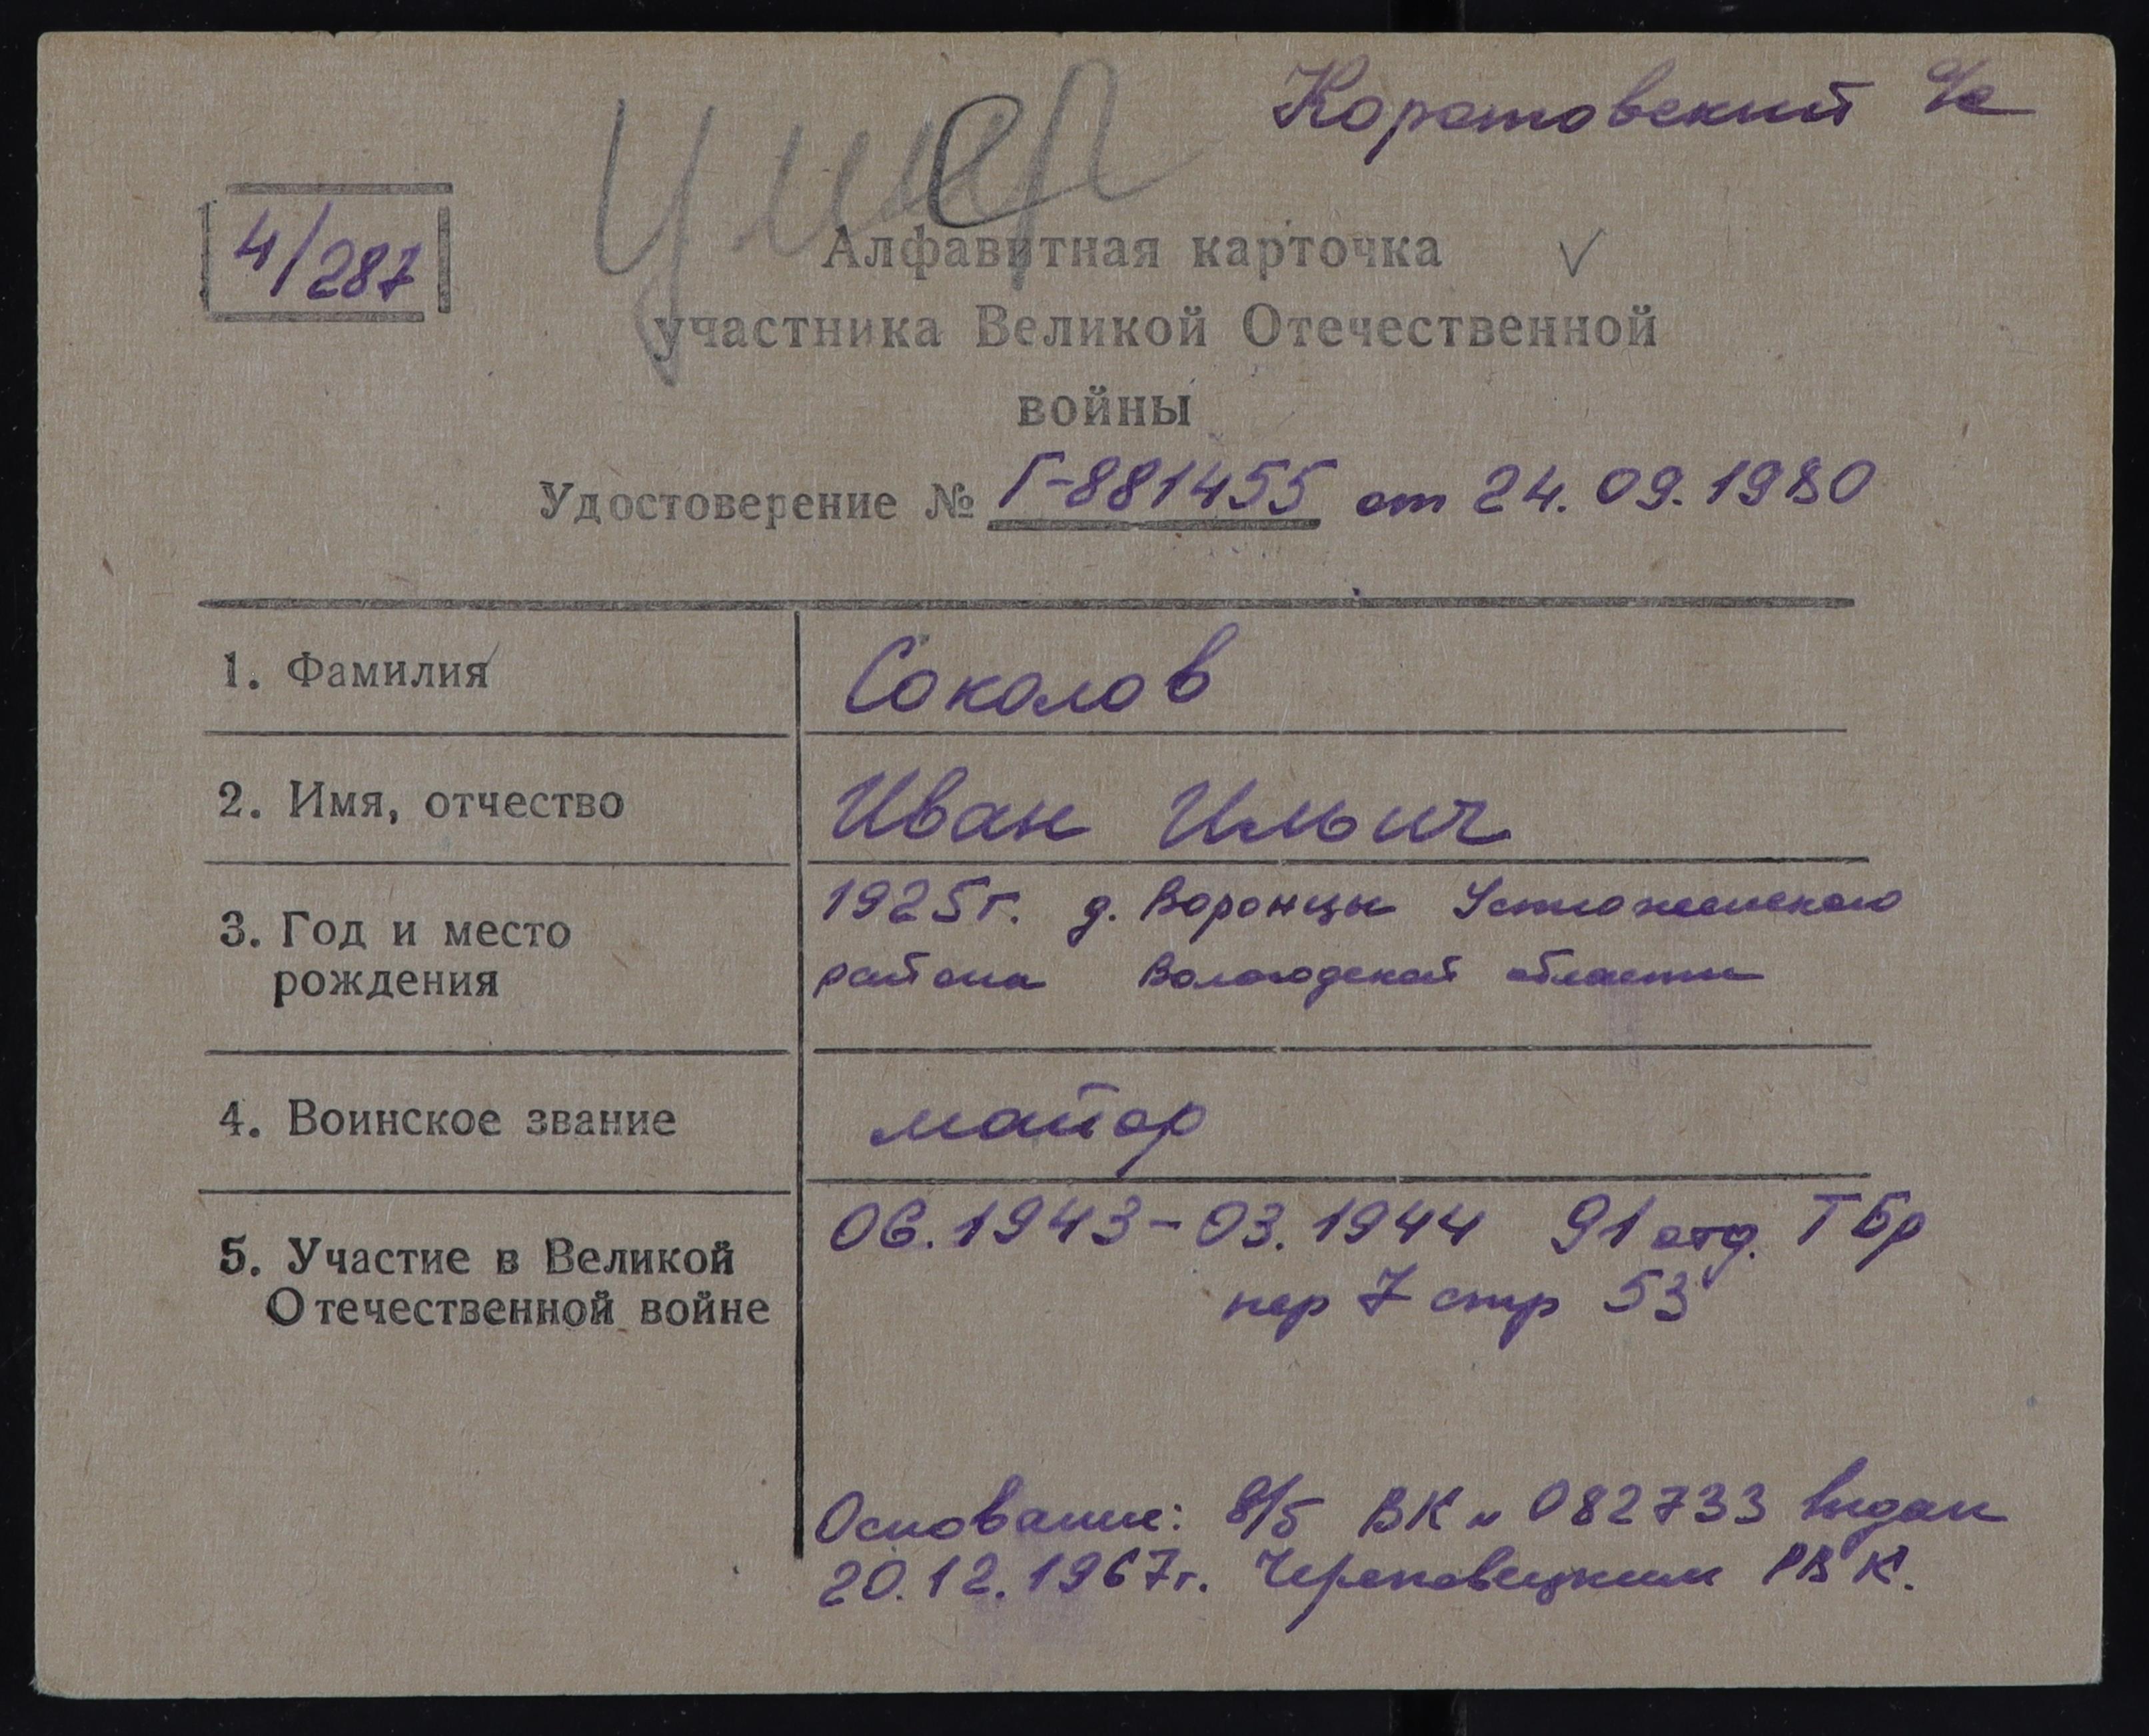 Коротовский с/с
Умер
4/287
Алфавитная карточка
участника Великой Отечественной
войны
Удостоверение № Г-881455 от 24.09.1980
1. Фамилия Соколов
2. Имя, отчество Иван Ильич
3. Год и место рождения 1925г. д. Воронцы Устюженского
района Вологодской области
4. Воинское звание майор
5. Участие в Великой Отечественной войне 06.1943-03.1944 91 отд. ТБр
пер 7 стр 53
Основание: в/б ВК № 082733 выдан
20.12.1967г. Череповецким РВК.